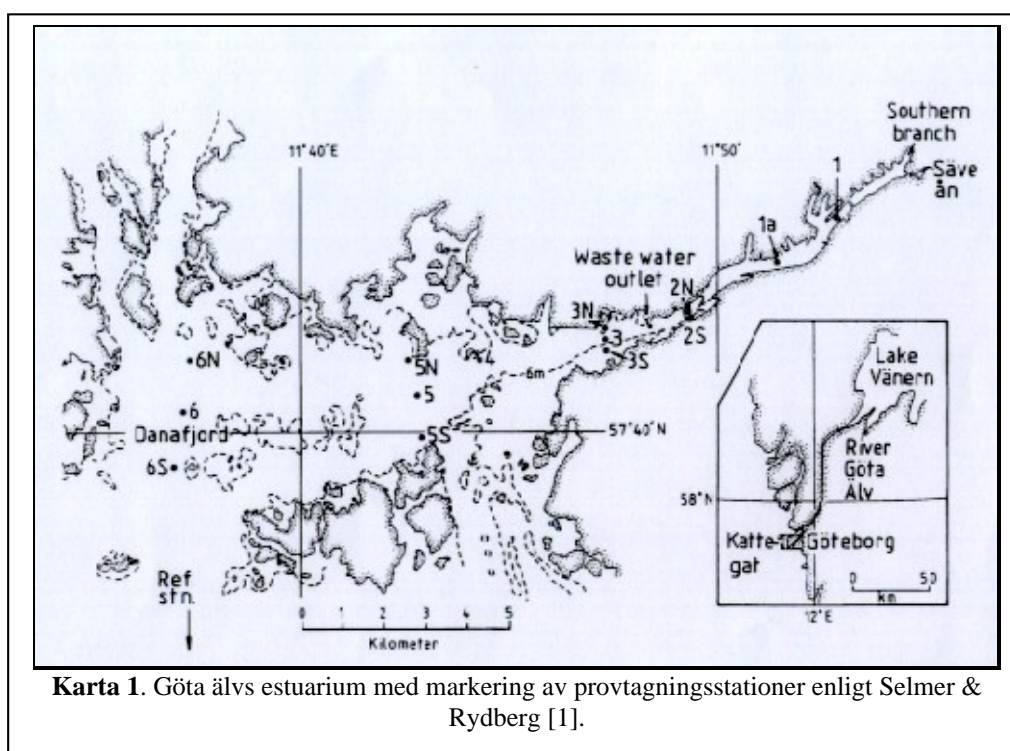 Southern
branch
11°40'E
11°50'
1
Säve
ån
1a
Waste water
outlet
2N
3N
2
2S
3
3S
6N
5N
4
6m
5
6
Danafjord
5S
57°40'N
6S
Lake
Vänern
River
Göta
Älv
58°N
Katte-
gat
Göteborg
0 50
km
12°E
Ref
stn.
0 1 2 3 4 5
Kilometer
Karta 1. Göta älvs estuarium med markering av provtagningsstationer enligt Selmer &
Rydberg [1].